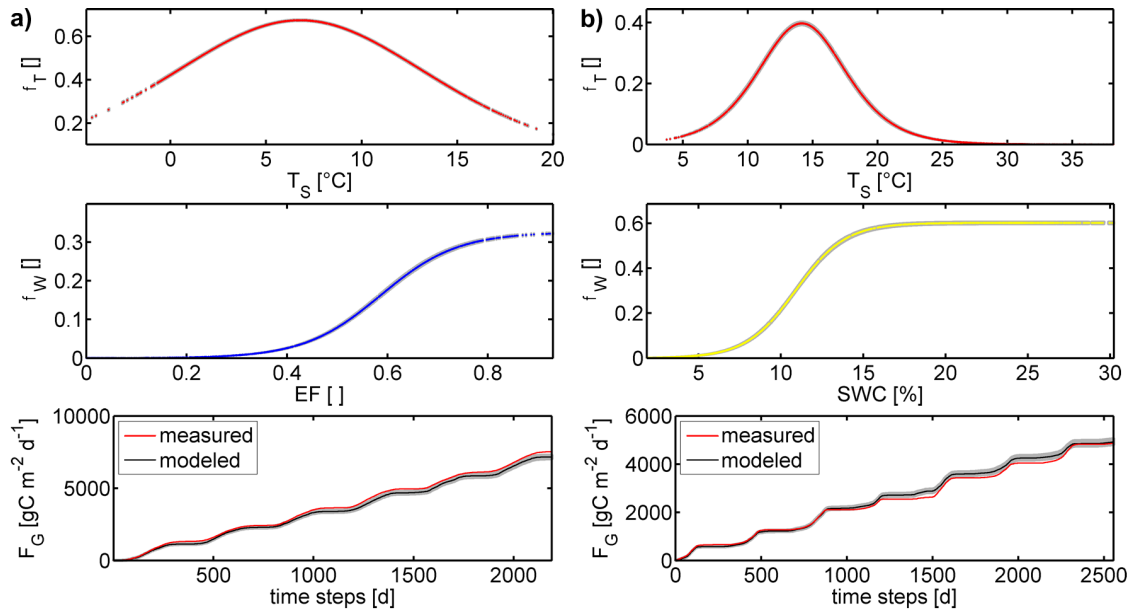 a)
f_T []
0.6
0.4
0.2
0 5 10 15 20
T_S [°C]
f_W []
0.3
0.2
0.1
0
0 0.2 0.4 0.6 0.8
EF [ ]
F_G [gC m^-2 d^-1]
10000
5000
0
measured
modeled
500 1000 1500 2000
time steps [d]
b)
f_T []
0.4
0.2
0
5 10 15 20 25 30 35
T_S [°C]
f_W []
0.6
0.4
0.2
0
5 10 15 20 25 30
SWC [%]
F_G [gC m^-2 d^-1]
6000
4000
2000
0
measured
modeled
0 500 1000 1500 2000 2500
time steps [d]